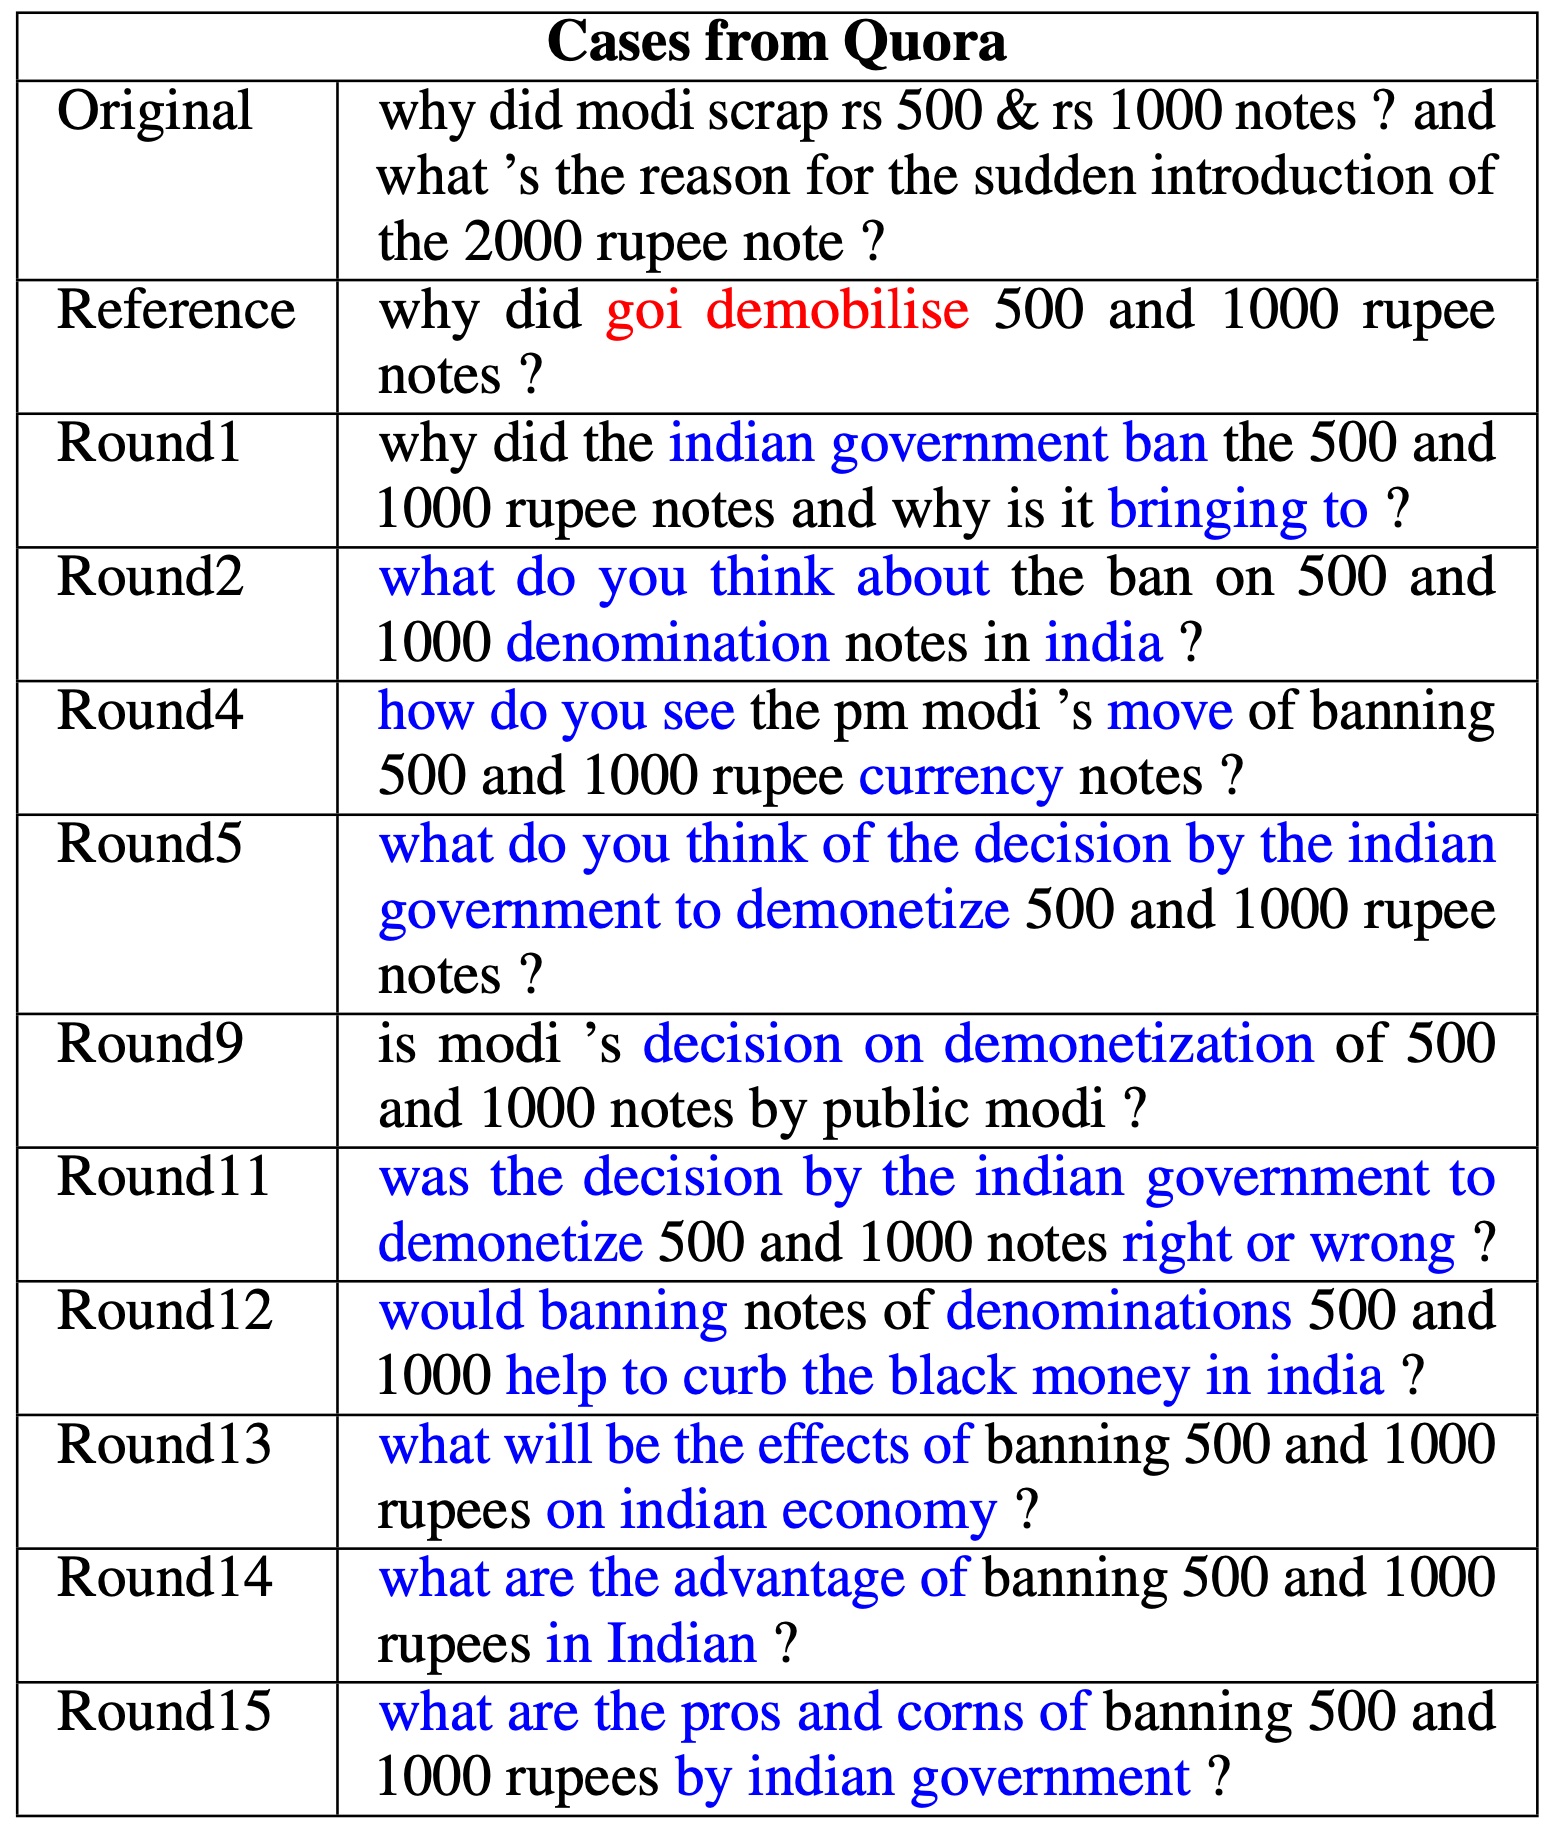 Cases from Quora
Original
why did modi scrap rs 500 & rs 1000 notes ? and
what ’s the reason for the sudden introduction of
the 2000 rupee note ?
Reference
why did goi demobilise 500 and 1000 rupee
notes ?
Round1
why did the indian government ban the 500 and
1000 rupee notes and why is it bringing to ?
Round2
what do you think about the ban on 500 and
1000 denomination notes in india ?
Round4
how do you see the pm modi ’s move of banning
500 and 1000 rupee currency notes ?
Round5
what do you think of the decision by the indian
government to demonetize 500 and 1000 rupee
notes ?
Round9
is modi ’s decision on demonetization of 500
and 1000 notes by public modi ?
Round11
was the decision by the indian government to
demonetize 500 and 1000 notes right or wrong ?
Round12
would banning notes of denominations 500 and
1000 help to curb the black money in india ?
Round13
what will be the effects of banning 500 and 1000
rupees on indian economy ?
Round14
what are the advantage of banning 500 and 1000
rupees in Indian ?
Round15
what are the pros and corns of banning 500 and
1000 rupees by indian government ?